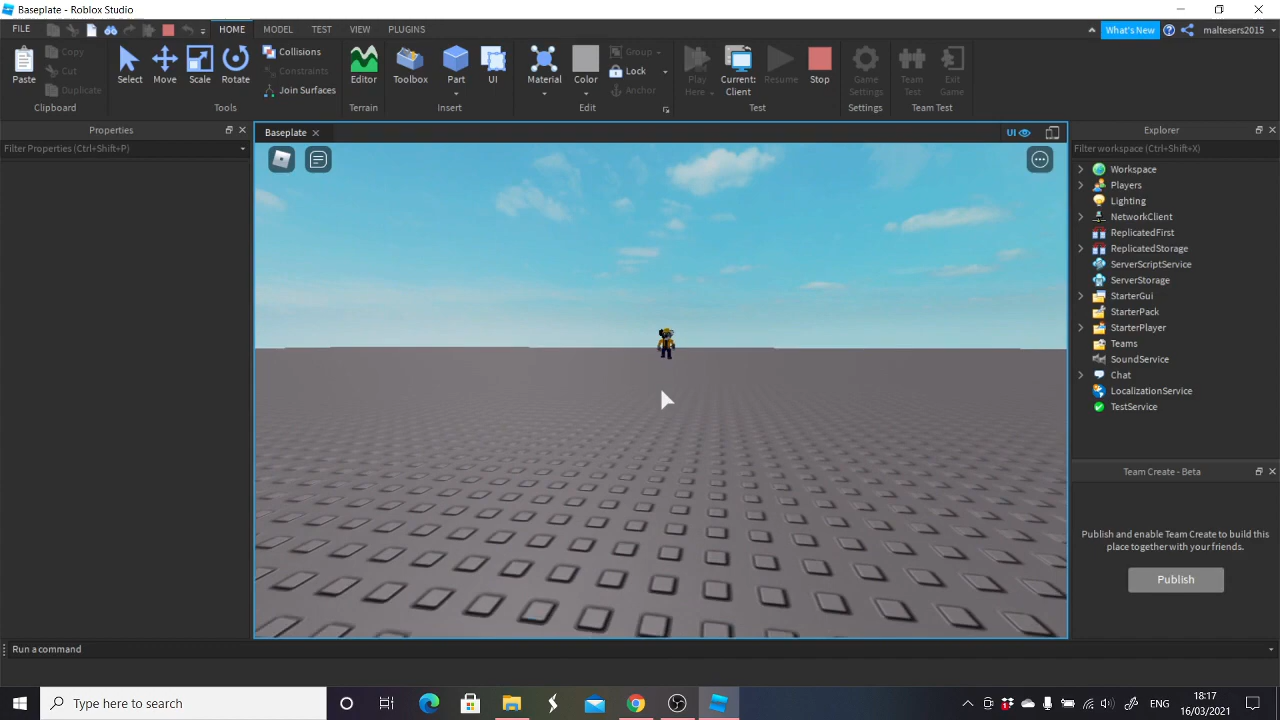 Baseplate - Roblox Studio
FILE HOME MODEL TEST VIEW PLUGINS What's New maltesers2015
Paste Copy Cut Duplicate Select Move Scale Rotate Collisions Constraints Join Surfaces Editor Toolbox Part UI Material Color Group Lock Anchor Play Here Current: Client Resume Stop Game Settings Team Test Exit Game
Clipboard Tools Terrain Insert Edit Test Settings Team Test
Properties
Filter Properties (Ctrl+Shift+P)
Baseplate
UI
Explorer
Filter workspace (Ctrl+Shift+X)
Workspace
Players
Lighting
NetworkClient
ReplicatedFirst
ReplicatedStorage
ServerScriptService
ServerStorage
StarterGui
StarterPack
StarterPlayer
Teams
SoundService
Chat
LocalizationService
TestService
Team Create - Beta
Publish and enable Team Create to build this
place together with your friends.
Publish
Run a command
Type here to search
ENG
18:17
16/03/2021